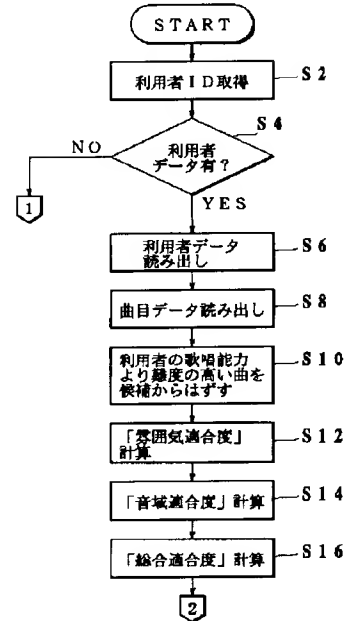 START
利用者ID取得
S2
S4
利用者
データ有?
NO
1
YES
利用者データ
読み出し
S6
曲目データ読み出し
S8
利用者の歌唱能力
より難度の高い曲を
候補からはずす
S10
「雰囲気適合度」
計算
S12
「音域適合度」計算
S14
「総合適合度」計算
S16
2